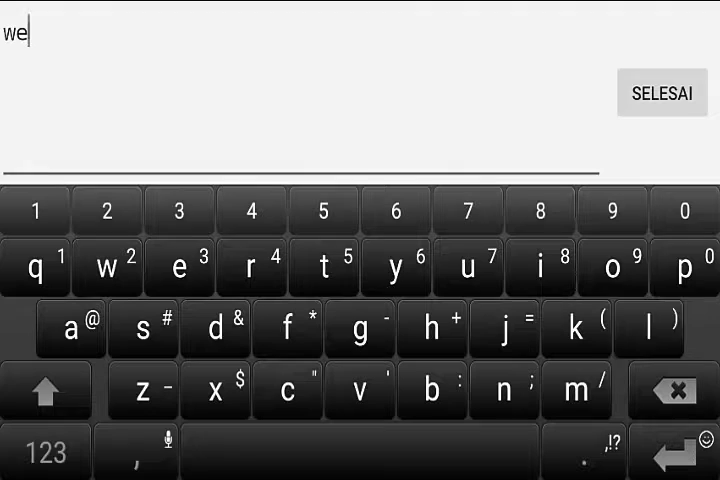 we
SELESAI
1 2 3 4 5 6 7 8 9 0
q 1 w 2 e 3 r 4 t 5 y 6 u 7 i 8 o 9 p 0
a @ s # d & f * g - h + j = k ( l )
z _ x $ c " v ' b : n ; m /
123 , . ,!?